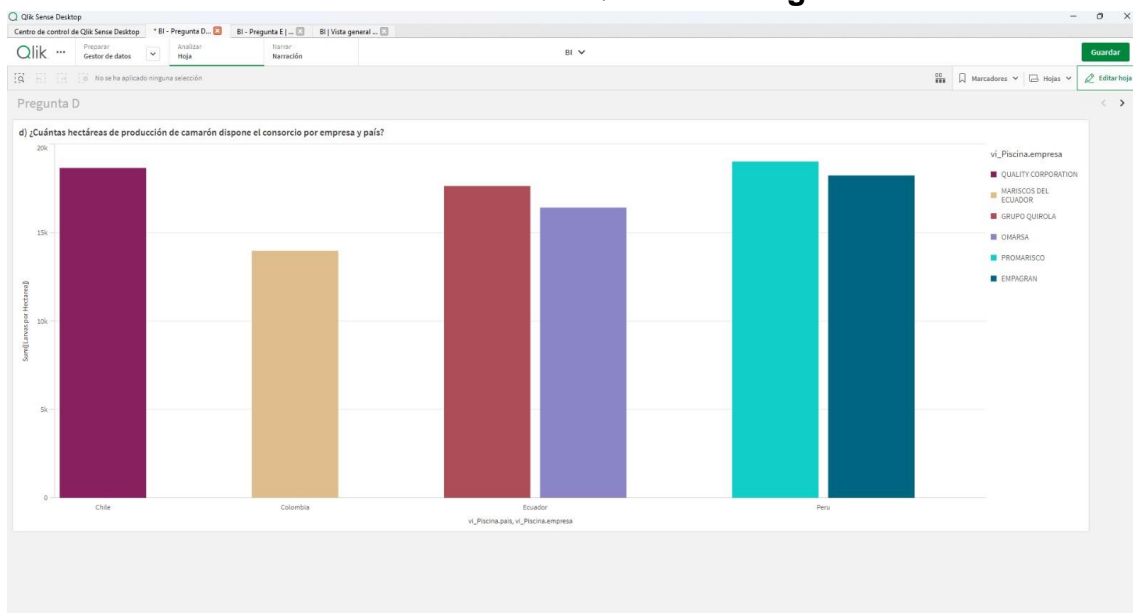 Qlik Sense Desktop
Centro de control de Qlik Sense Desktop * BI - Pregunta D... BI - Pregunta E | ... BI | Vista general ...
Qlik ... Preparar Analizar Narrar
Gestor de datos Hoja Narración BI Guardar
No se ha aplicado ninguna selección Marcadores Hojas Editar hoja
Pregunta D
d) ¿Cuántas hectáreas de producción de camarón dispone el consorcio por empresa y país?
20k
15k
10k
5k
0
Sum([Larvas por Hectarea])
Chile Colombia Ecuador Peru
vi_Piscina.pais, vi_Piscina.empresa
vi_Piscina.empresa
QUALITY CORPORATION
MARISCOS DEL
ECUADOR
GRUPO QUIROLA
OMARSA
PROMARISCO
EMPAGRAN